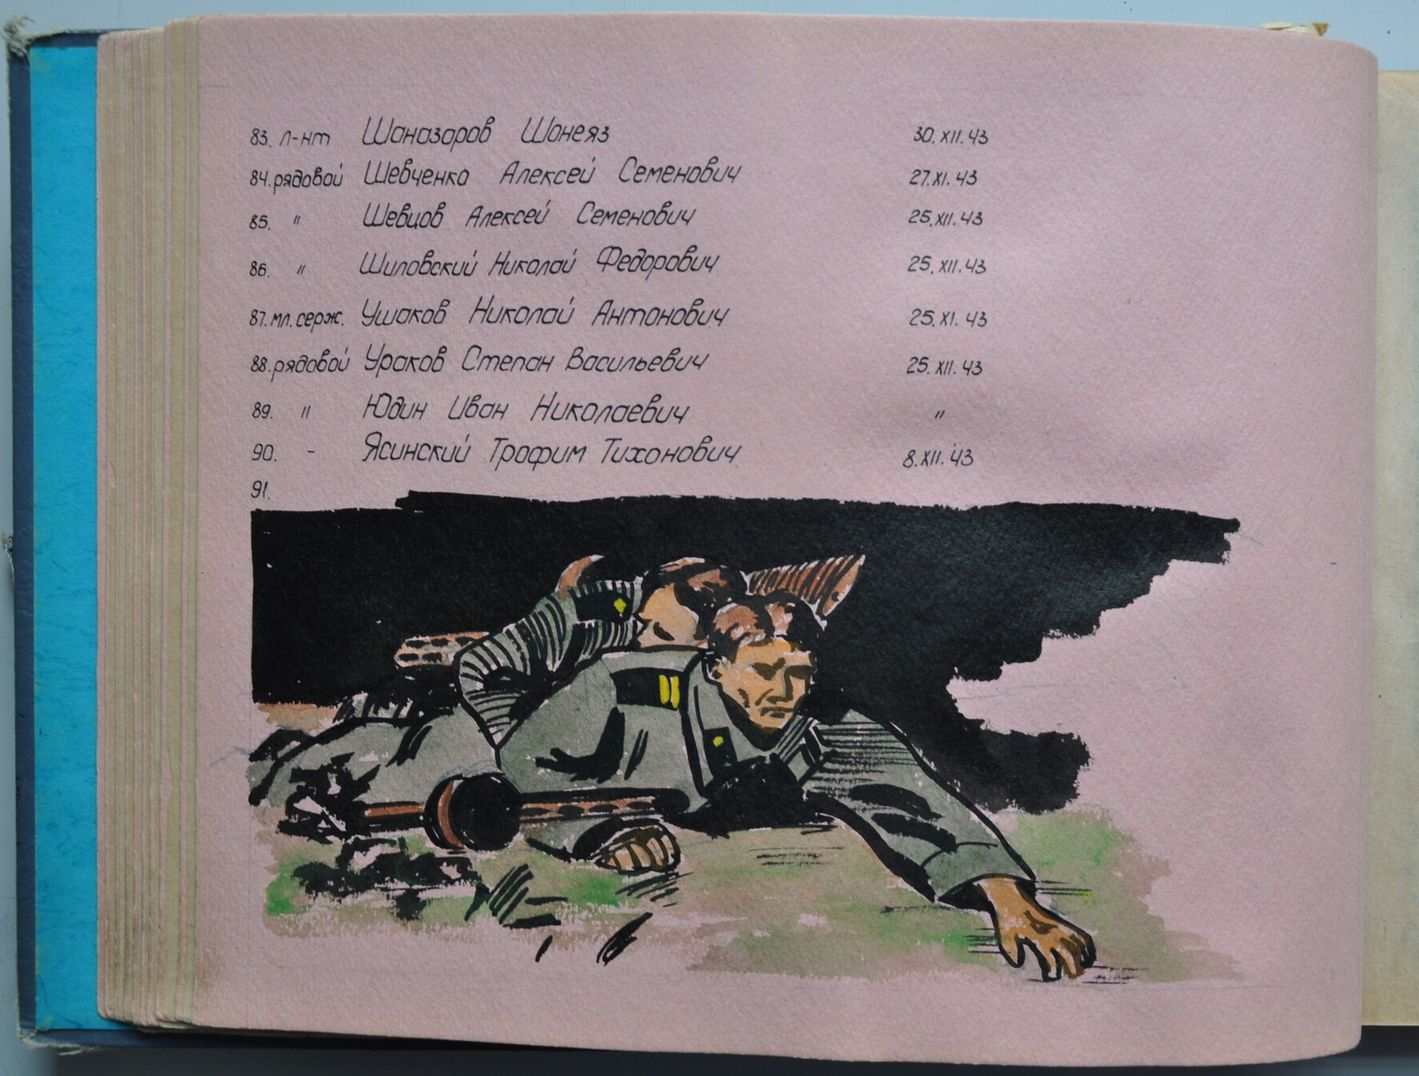 83. л-нт Шоназаров Шонеяз 30.XII.43
84. рядовой Шевченко Алексей Семенович 27.XI.43
85. " Шевцов Алексей Семенович 25.XII.43
86. " Шиловский Николай Федорович 25.XII.43
87. мл. серж. Ушаков Николай Антонович 25.XI.43
88. рядовой Ураков Степан Васильевич 25.XII.43
89. " Юдин Иван Николаевич "
90. - Ясинский Трофим Тихонович 8.XII.43
91.